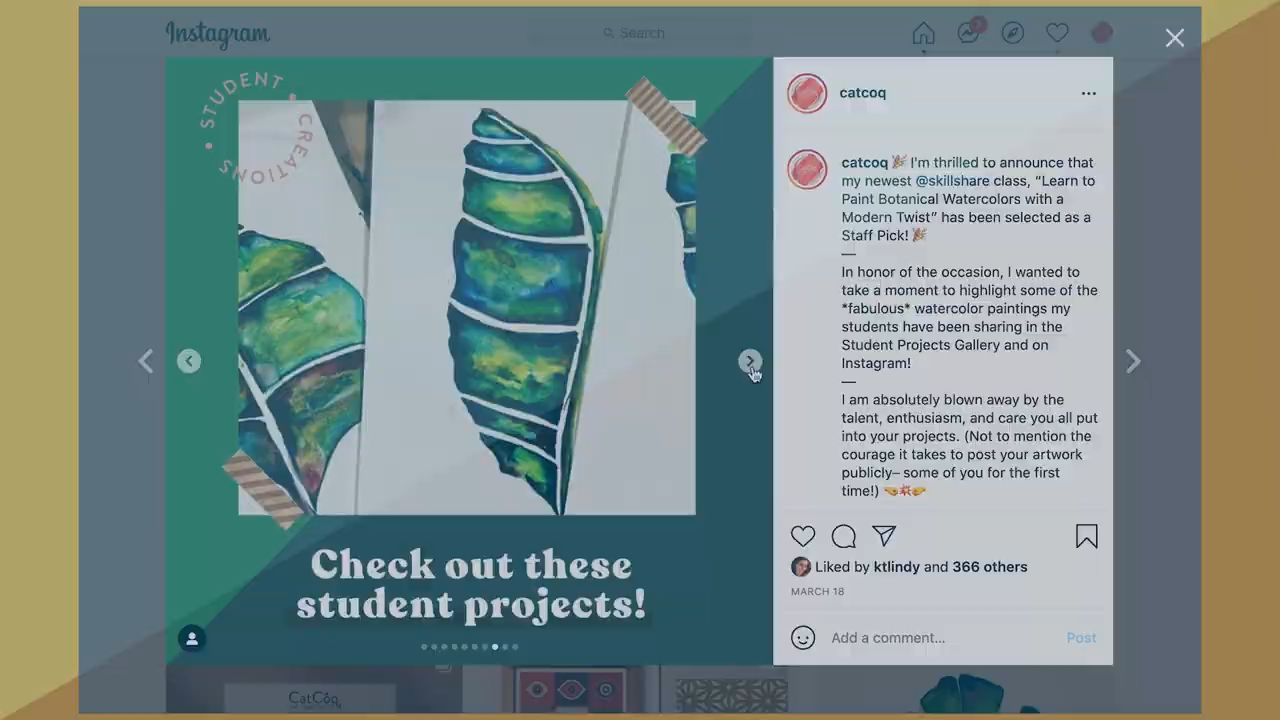 Instagram
Search
STUDENT CREATIONS
catcoq
catcoq 🎉 I'm thrilled to announce that
my newest @skillshare class, “Learn to
Paint Botanical Watercolors with a
Modern Twist” has been selected as a
Staff Pick! 🎉
—
In honor of the occasion, I wanted to
take a moment to highlight some of the
*fabulous* watercolor paintings my
students have been sharing in the
Student Projects Gallery and on
Instagram!
—
I am absolutely blown away by the
talent, enthusiasm, and care you all put
into your projects. (Not to mention the
courage it takes to post your artwork
publicly– some of you for the first
time!) 🤜💥🤛
Check out these
student projects!
Liked by ktlindy and 366 others
MARCH 18
Add a comment...
Post
CatCoq